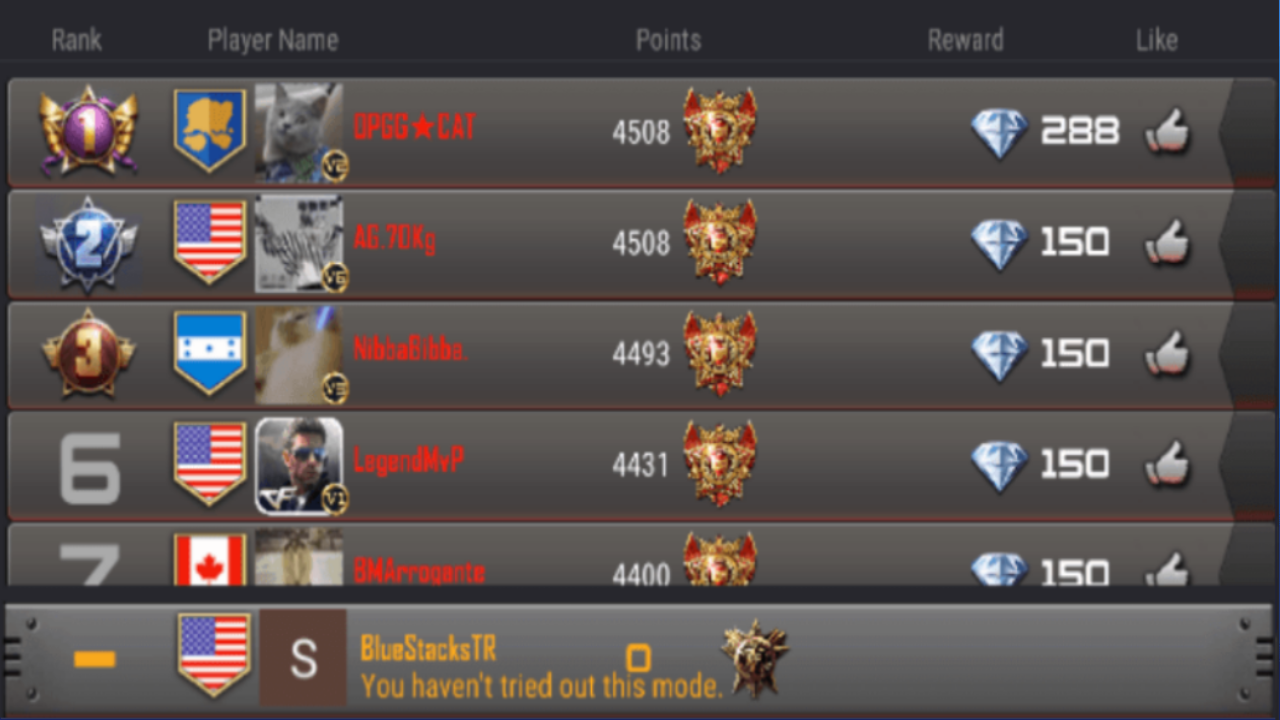 Rank Player Name Points Reward Like
1 OPGG★CAT 4508 288
2 AG.70Kg 4508 150
3 NibbaBibba. 4493 150
6 LegendMvP 4431 150
7 BMArrogante 4400 150
S BlueStacksTR 0
You haven't tried out this mode.